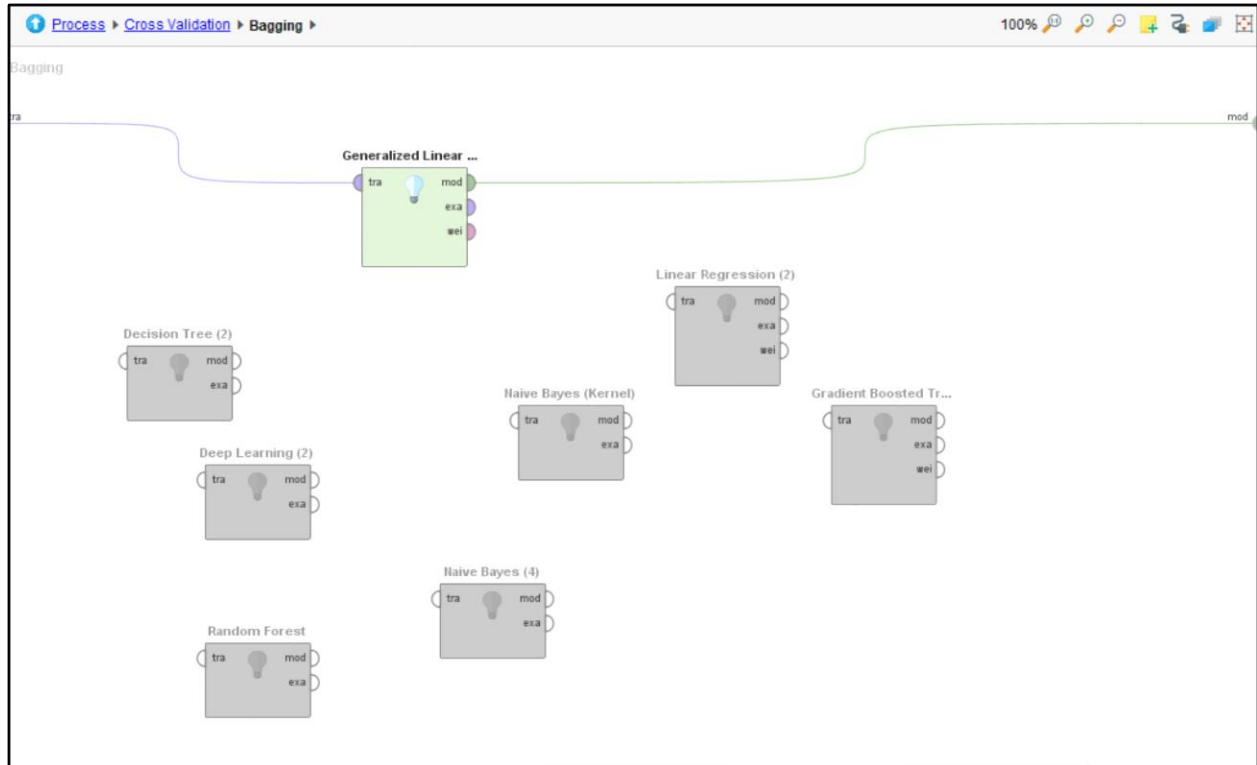 Process ▸ Cross Validation ▸ Bagging ▸ 100%
Bagging
tra
mod
Generalized Linear ...
tra mod
exa
wei
Linear Regression (2)
tra mod
exa
wei
Decision Tree (2)
tra mod
exa
Naive Bayes (Kernel)
tra mod
exa
Gradient Boosted Tr...
tra mod
exa
wei
Deep Learning (2)
tra mod
exa
Naive Bayes (4)
tra mod
exa
Random Forest
tra mod
exa